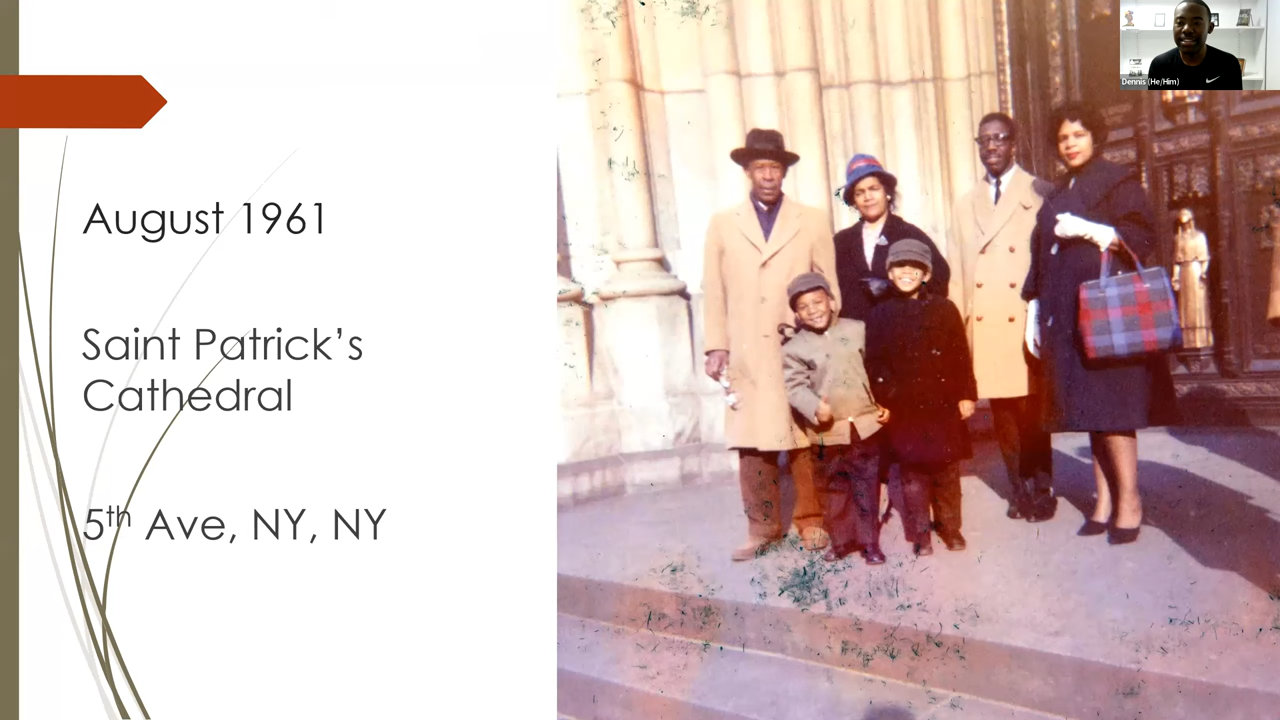 August 1961
Saint Patrick’s
Cathedral
5th Ave, NY, NY
Dennis (He/Him)